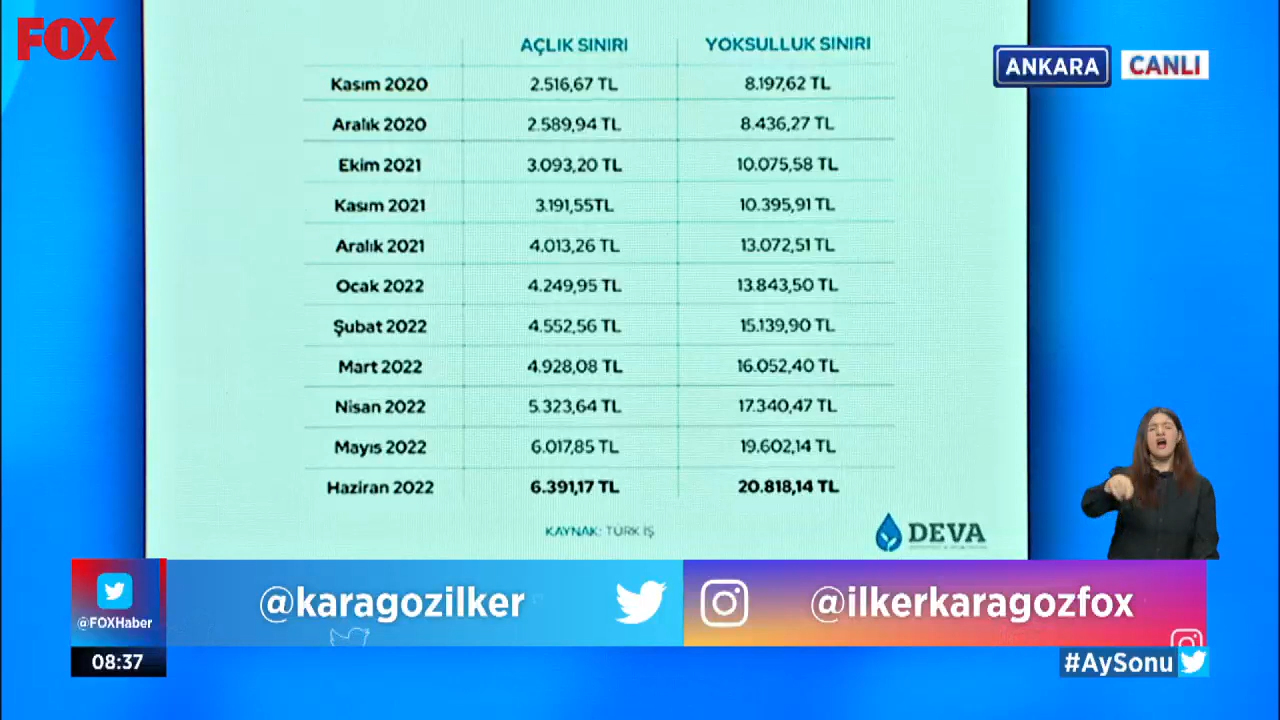 FOX
AÇLIK SINIRI YOKSULLUK SINIRI
ANKARA CANLI
Kasım 2020 2.516,67 TL 8.197,62 TL
Aralık 2020 2.589,94 TL 8.436,27 TL
Ekim 2021 3.093,20 TL 10.075,58 TL
Kasım 2021 3.191,55TL 10.395,91 TL
Aralık 2021 4.013,26 TL 13.072,51 TL
Ocak 2022 4.249,95 TL 13.843,50 TL
Şubat 2022 4.552,56 TL 15.139,90 TL
Mart 2022 4.928,08 TL 16.052,40 TL
Nisan 2022 5.323,64 TL 17.340,47 TL
Mayıs 2022 6.017,85 TL 19.602,14 TL
Haziran 2022 6.391,17 TL 20.818,14 TL
KAYNAK: TÜRK İŞ
DEVA
@FOXHaber
@karagozilker
@ilkerkaragozfox
08:37
#AySonu